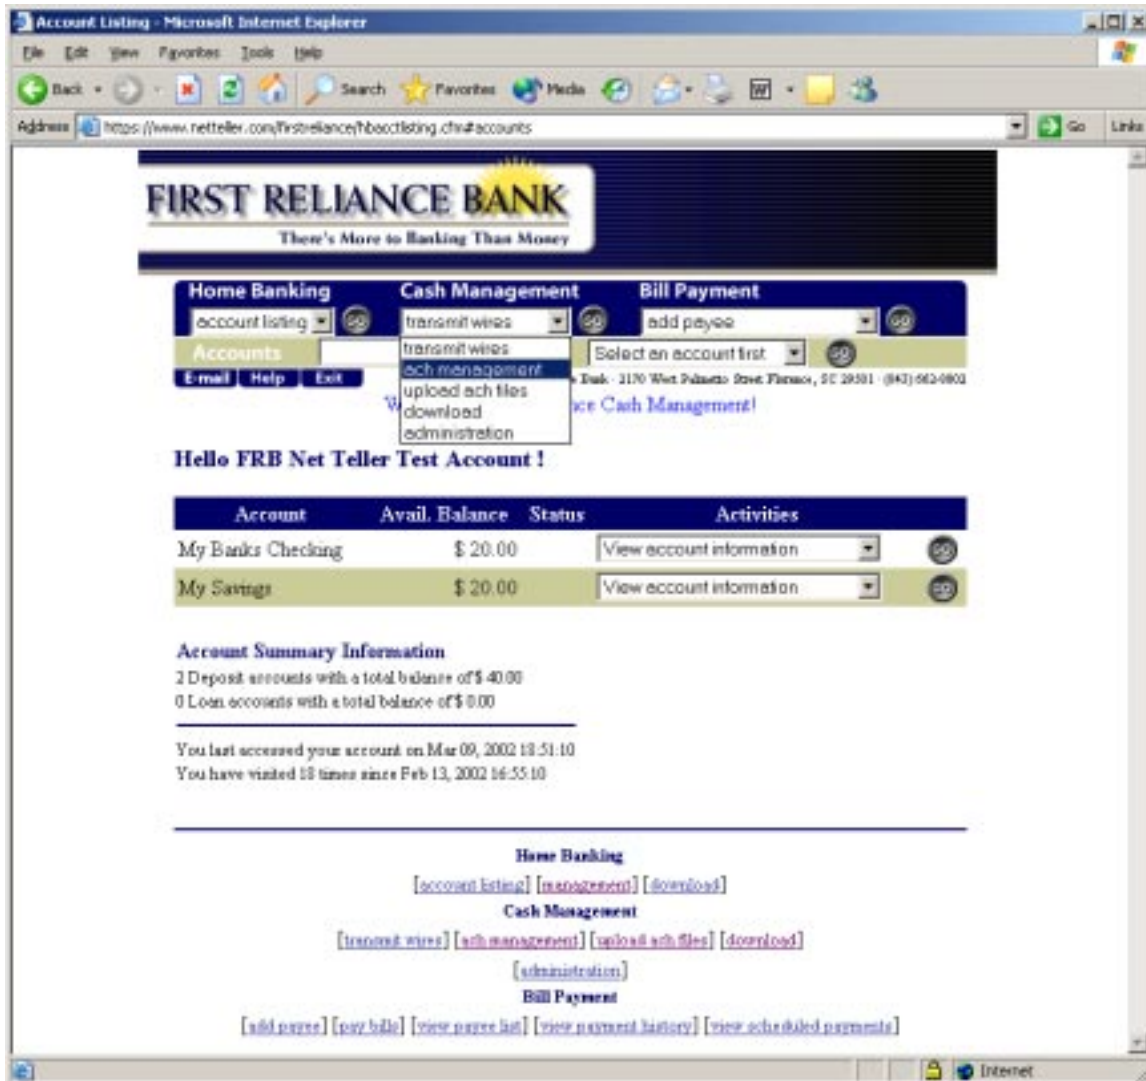 Account Listing - Microsoft Internet Explorer
File Edit View Favorites Tools Help
Back Search Favorites Media
Address https://www.netteller.com/firstreliance/hbacctlisting.cfm#accounts Go Links
FIRST RELIANCE BANK
There's More to Banking Than Money
Home Banking Cash Management Bill Payment
account listing GO transmit wires GO add payee GO
Accounts Select an account first GO
transmit wires
ach management
upload ach files
download
administration
E-mail Help Exit Bank - 2170 West Palmetto Street Florence, SC 29501 - (843) 662-8802
W ce Cash Management!
Hello FRB Net Teller Test Account !
Account Avail. Balance Status Activities
My Banks Checking $ 20.00 View account information GO
My Savings $ 20.00 View account information GO
Account Summary Information
2 Deposit accounts with a total balance of $ 40.00
0 Loan accounts with a total balance of $ 0.00
You last accessed your account on Mar 09, 2002 18:51:10
You have visited 18 times since Feb 13, 2002 16:55:10
Home Banking
[account listing] [management] [download]
Cash Management
[transmit wires] [ach management] [upload ach files] [download]
[administration]
Bill Payment
[add payee] [pay bills] [view payee list] [view payment history] [view scheduled payments]
Internet